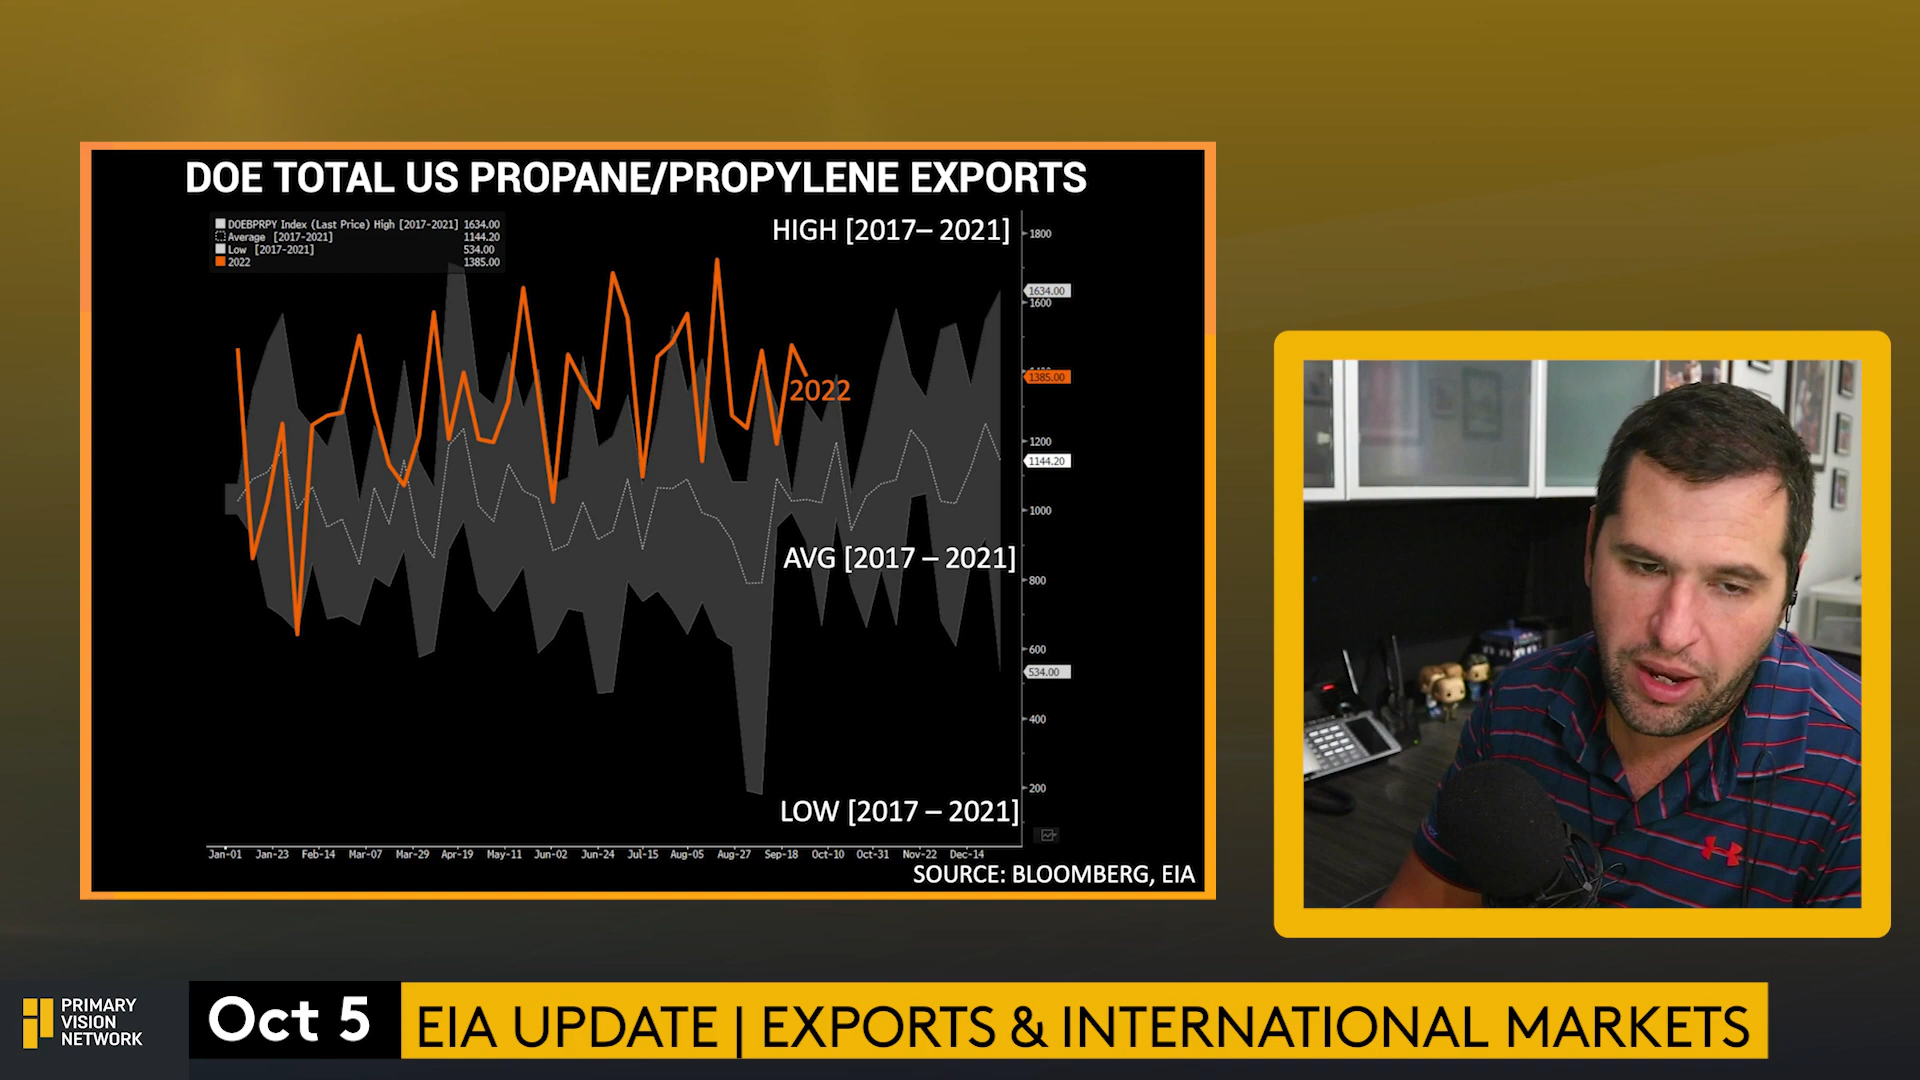 DOE TOTAL US PROPANE/PROPYLENE EXPORTS
DOEBPRPY Index (Last Price) High [2017-2021] 1634.00
Average [2017-2021] 1144.20
Low [2017-2021] 534.00
2022 1385.00
HIGH [2017– 2021]
1800
1634.00
1600
1385.00
2022
1200
1144.20
1000
AVG [2017 – 2021]
800
600
534.00
400
200
LOW [2017 – 2021]
Jan-01 Jan-23 Feb-14 Mar-07 Mar-29 Apr-19 May-11 Jun-02 Jun-24 Jul-15 Aug-05 Aug-27 Sep-18 Oct-10 Oct-31 Nov-22 Dec-14
SOURCE: BLOOMBERG, EIA
PRIMARY
VISION
NETWORK
Oct 5
EIA UPDATE | EXPORTS & INTERNATIONAL MARKETS